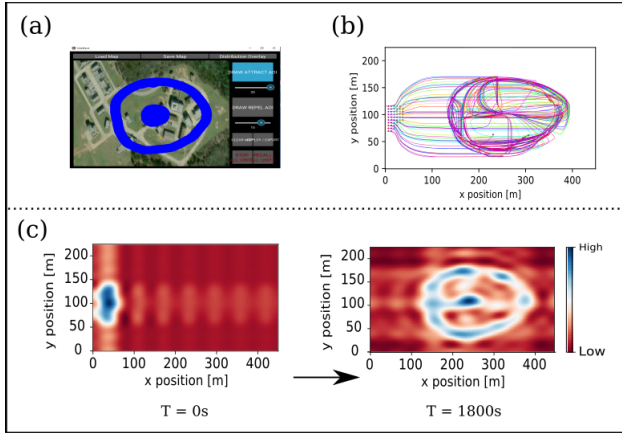 (a)
(b)
Load Map
Save Map
Distribution Overlay
DRAW ATTRACT AOI
DRAW REPEL AOI
y position [m]
200
150
100
50
0
0 100 200 300 400
x position [m]
(c)
y position [m]
200
150
100
50
0
0 100 200 300 400
x position [m]
T = 0s
y position [m]
200
150
100
50
0
0 100 200 300 400
x position [m]
T = 1800s
High
Low